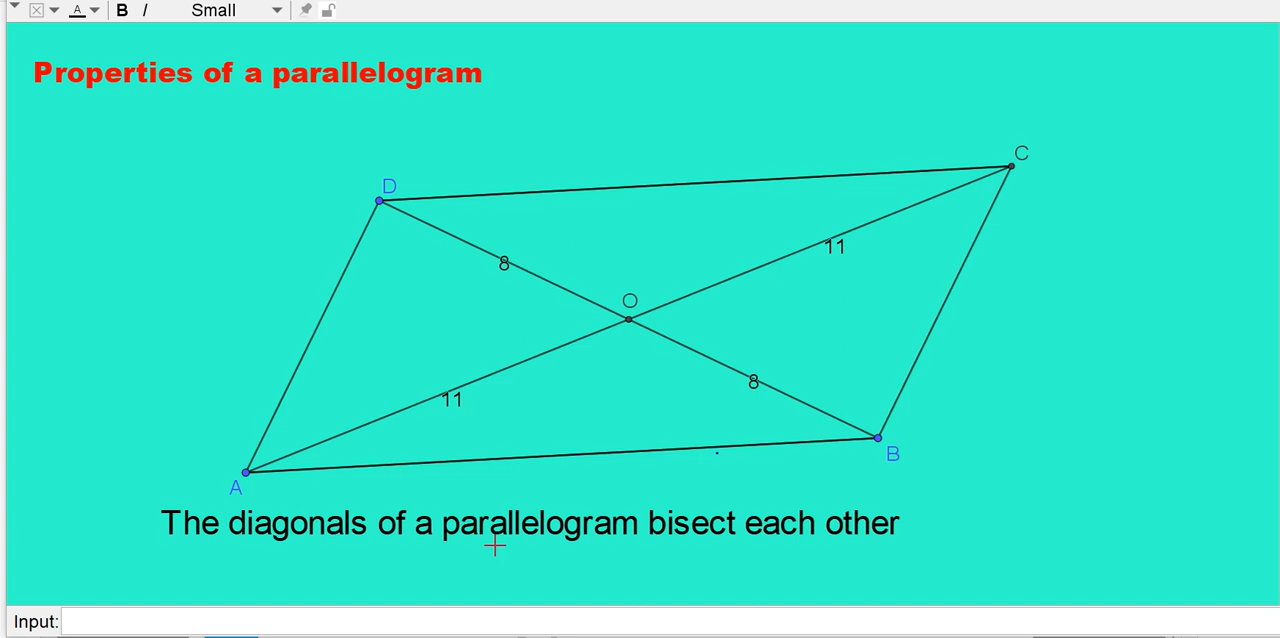 B I Small
Properties of a parallelogram
C
D
8
11
O
11
8
B
A
The diagonals of a parallelogram bisect each other
Input: